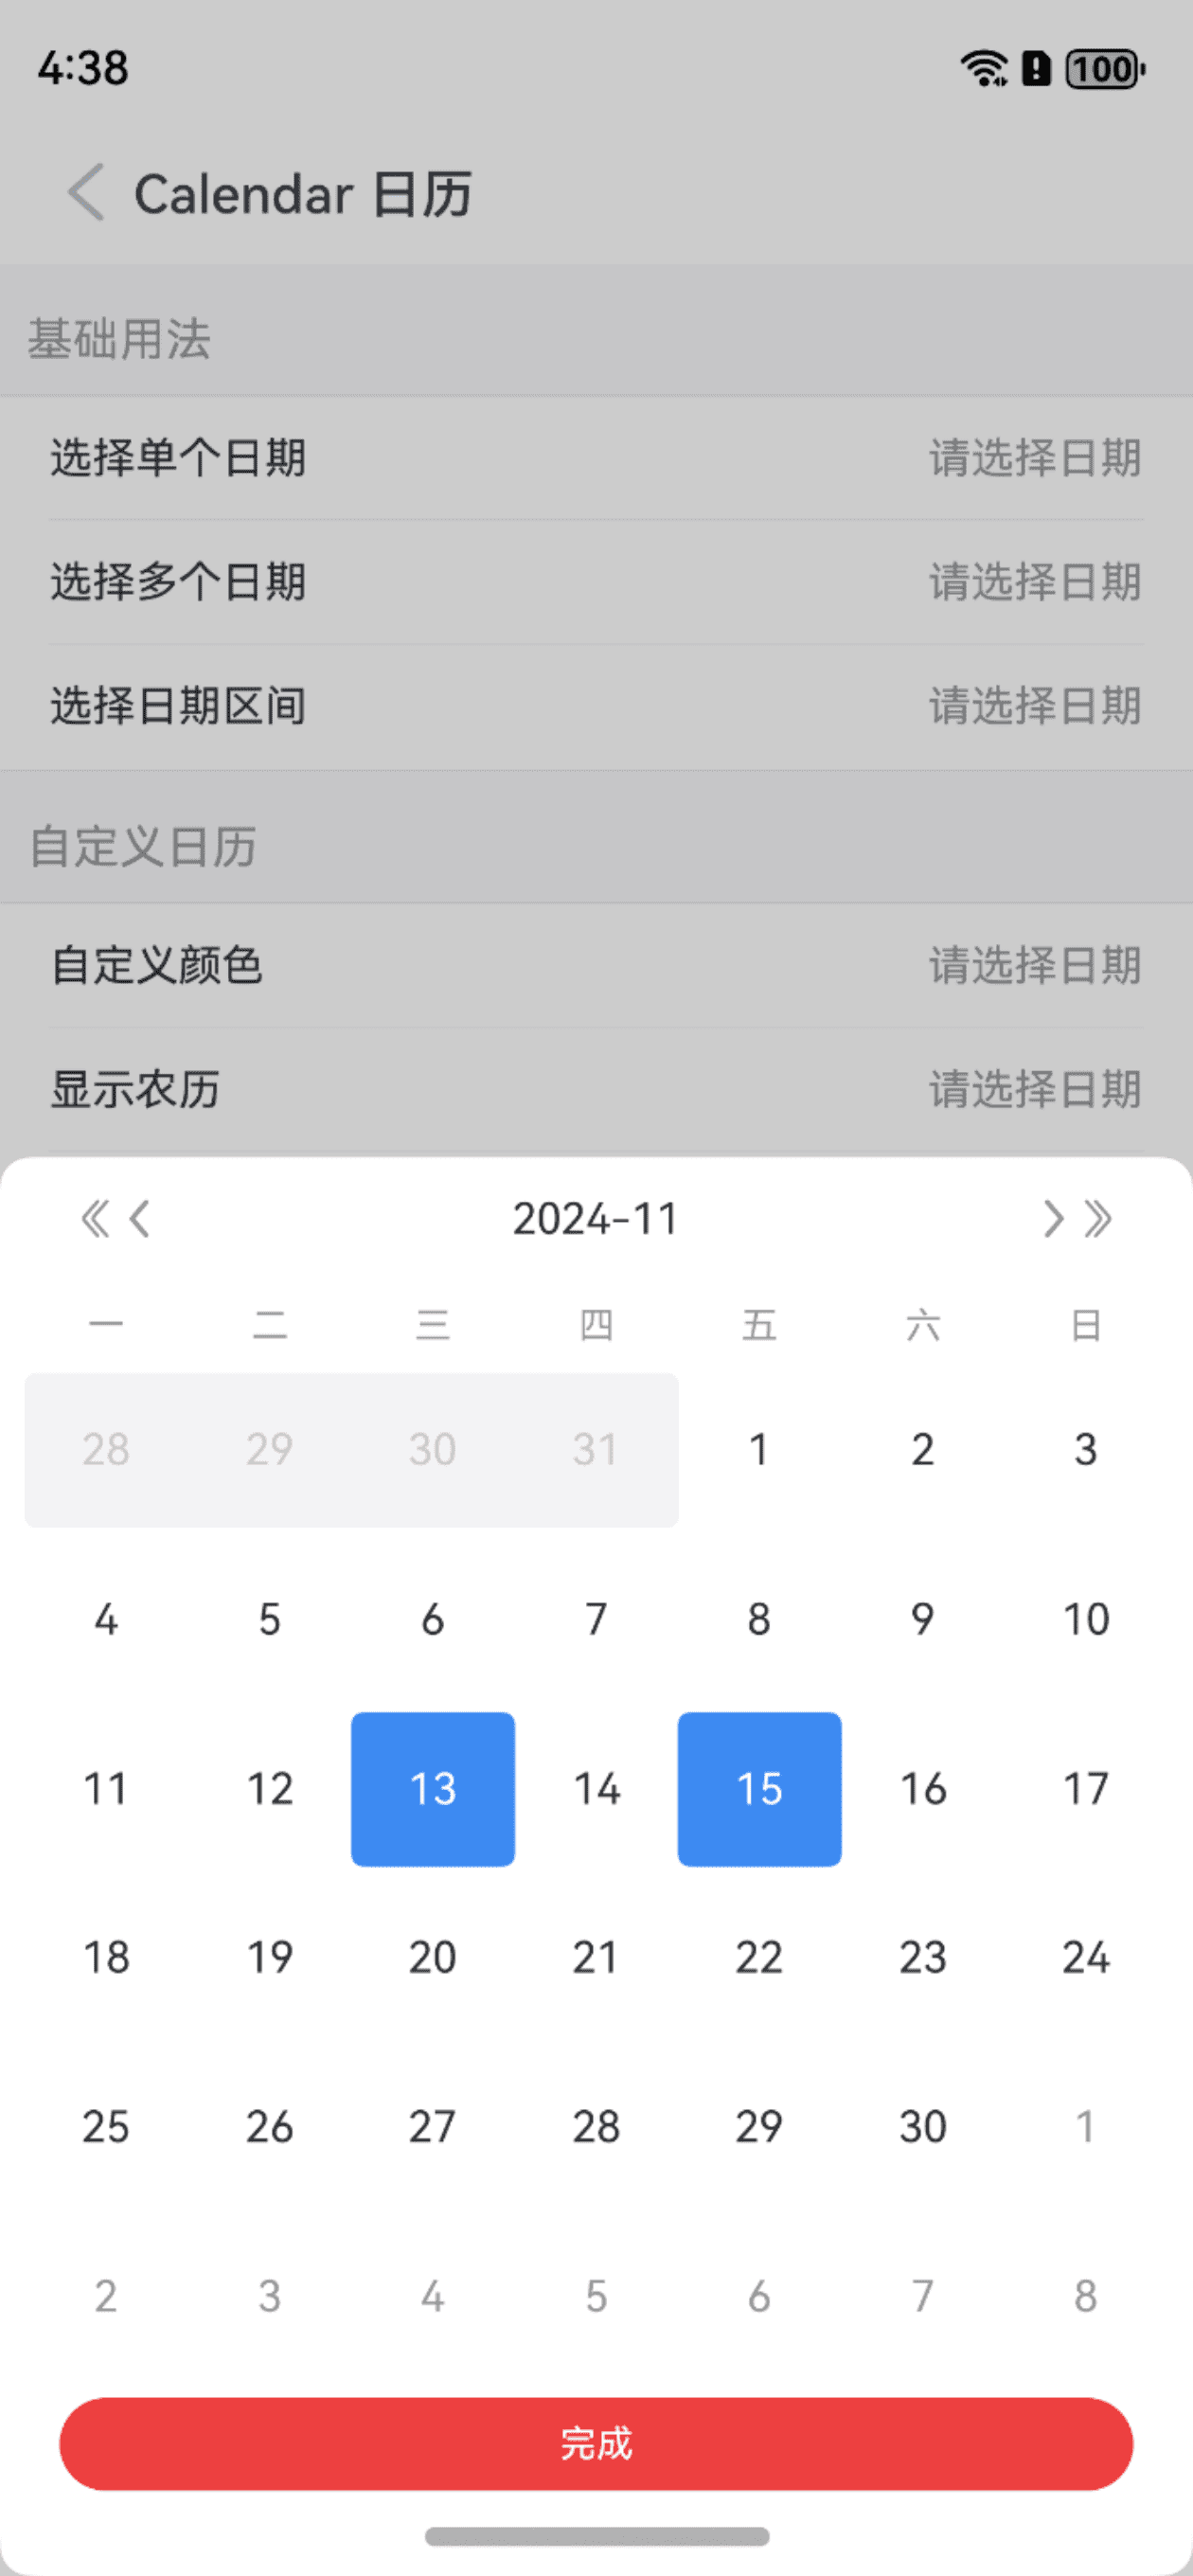 4:38 100
Calendar 日历
基础用法
选择单个日期 请选择日期
选择多个日期 请选择日期
选择日期区间 请选择日期
自定义日历
自定义颜色 请选择日期
显示农历 请选择日期
2024-11
一 二 三 四 五 六 日
28 29 30 31 1 2 3
4 5 6 7 8 9 10
11 12 13 14 15 16 17
18 19 20 21 22 23 24
25 26 27 28 29 30 1
2 3 4 5 6 7 8
完成